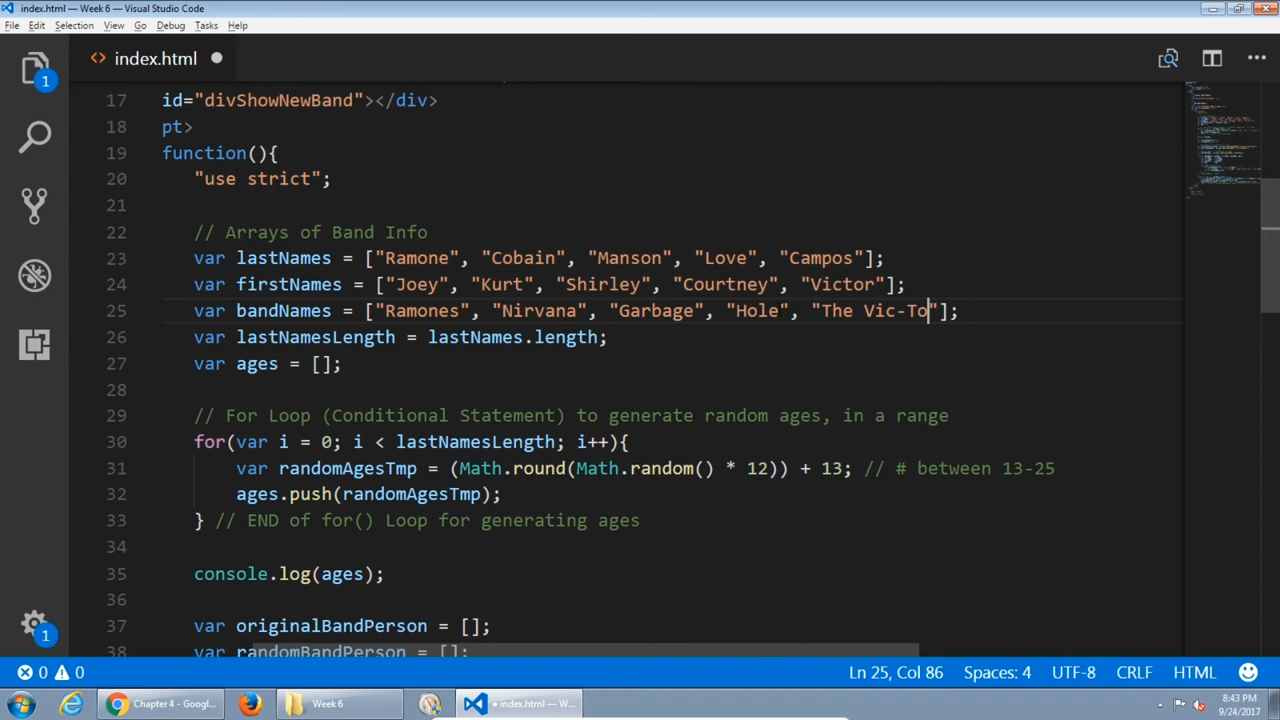 index.html — Week 6 - Visual Studio Code
File Edit Selection View Go Debug Tasks Help
1 <> index.html
17 id="divShowNewBand"></div>
18 pt>
19 function(){
20 "use strict";
21
22 // Arrays of Band Info
23 var lastNames = ["Ramone", "Cobain", "Manson", "Love", "Campos"];
24 var firstNames = ["Joey", "Kurt", "Shirley", "Courtney", "Victor"];
25 var bandNames = ["Ramones", "Nirvana", "Garbage", "Hole", "The Vic-To"];
26 var lastNamesLength = lastNames.length;
27 var ages = [];
28
29 // For Loop (Conditional Statement) to generate random ages, in a range
30 for(var i = 0; i < lastNamesLength; i++){
31 var randomAgesTmp = (Math.round(Math.random() * 12)) + 13; // # between 13-25
32 ages.push(randomAgesTmp);
33 } // END of for() Loop for generating ages
34
35 console.log(ages);
36
37 var originalBandPerson = [];
38 var randomBandPerson = [];
1
0 0 Ln 25, Col 86 Spaces: 4 UTF-8 CRLF HTML
Chapter 4 - Googl... Week 6 • index.html — W... 8:43 PM
9/24/2017